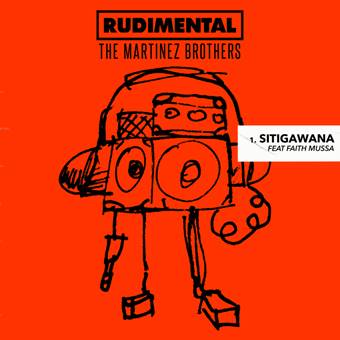 RUDIMENTAL
THE MARTINEZ BROTHERS
1. SITIGAWANA
FEAT FAITH MUSSA